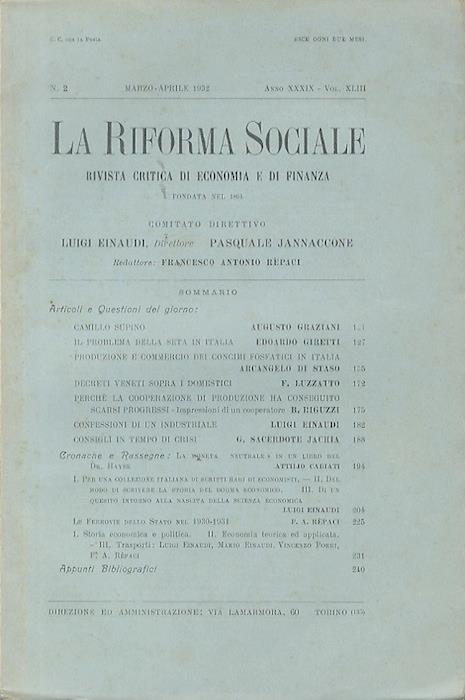 C. C. con la Posta ESCE OGNI DUE MESI.
N. 2 MARZO-APRILE 1932 ANNO XXXIX - VOL. XLIII
LA RIFORMA SOCIALE
RIVISTA CRITICA DI ECONOMIA E DI FINANZA
FONDATA NEL 1894
COMITATO DIRETTIVO
LUIGI EINAUDI, Direttore PASQUALE JANNACCONE
Redattore: FRANCESCO ANTONIO RÈPACI
SOMMARIO
Articoli e Questioni del giorno:
CAMILLO SUPINO AUGUSTO GRAZIANI
IL PROBLEMA DELLA SETA IN ITALIA EDOARDO GIRETTI 127
PRODUZIONE E COMMERCIO DEI CONCIMI FOSFATICI IN ITALIA
ARCANGELO DI STASO 155
DECRETI VENETI SOPRA I DOMESTICI F. LUZZATTO 172
PERCHÈ LA COOPERAZIONE DI PRODUZIONE HA CONSEGUITO
SCARSI PROGRESSI - Impressioni di un cooperatore B. RIGUZZI 175
CONFESSIONI DI UN INDUSTRIALE LUIGI EINAUDI 182
CONSIGLI IN TEMPO DI CRISI G. SACERDOTE JACHIA 188
Cronache e Rassegne: LA MONETA NEUTRALE » IN UN LIBRO DEL
DR. HAYEK ATTILIO CABIATI 194
I. PER UNA COLLEZIONE ITALIANA DI SCRITTI RARI DI ECONOMISTI. — II. DEL
MODO DI SCRIVERE LA STORIA DEL DOGMA ECONOMICO. III. DI UN
QUESITO INTORNO ALLA NASCITA DELLA SCIENZA ECONOMICA
LUIGI EINAUDI 204
LE FERROVIE DELLO STATO NEL 1930-1931 F. A. RÈPACI 225
I. Storia economica e politica. II. Economia teorica ed applicata.
- III. Trasporti: LUIGI EINAUDI, MARIO EINAUDI, VINCENZO PORRI,
F. A. RÈPACI 231
Appunti Bibliografici 240
DIREZIONE ED AMMINISTRAZIONE: VIA LAMARMORA, 60 TORINO